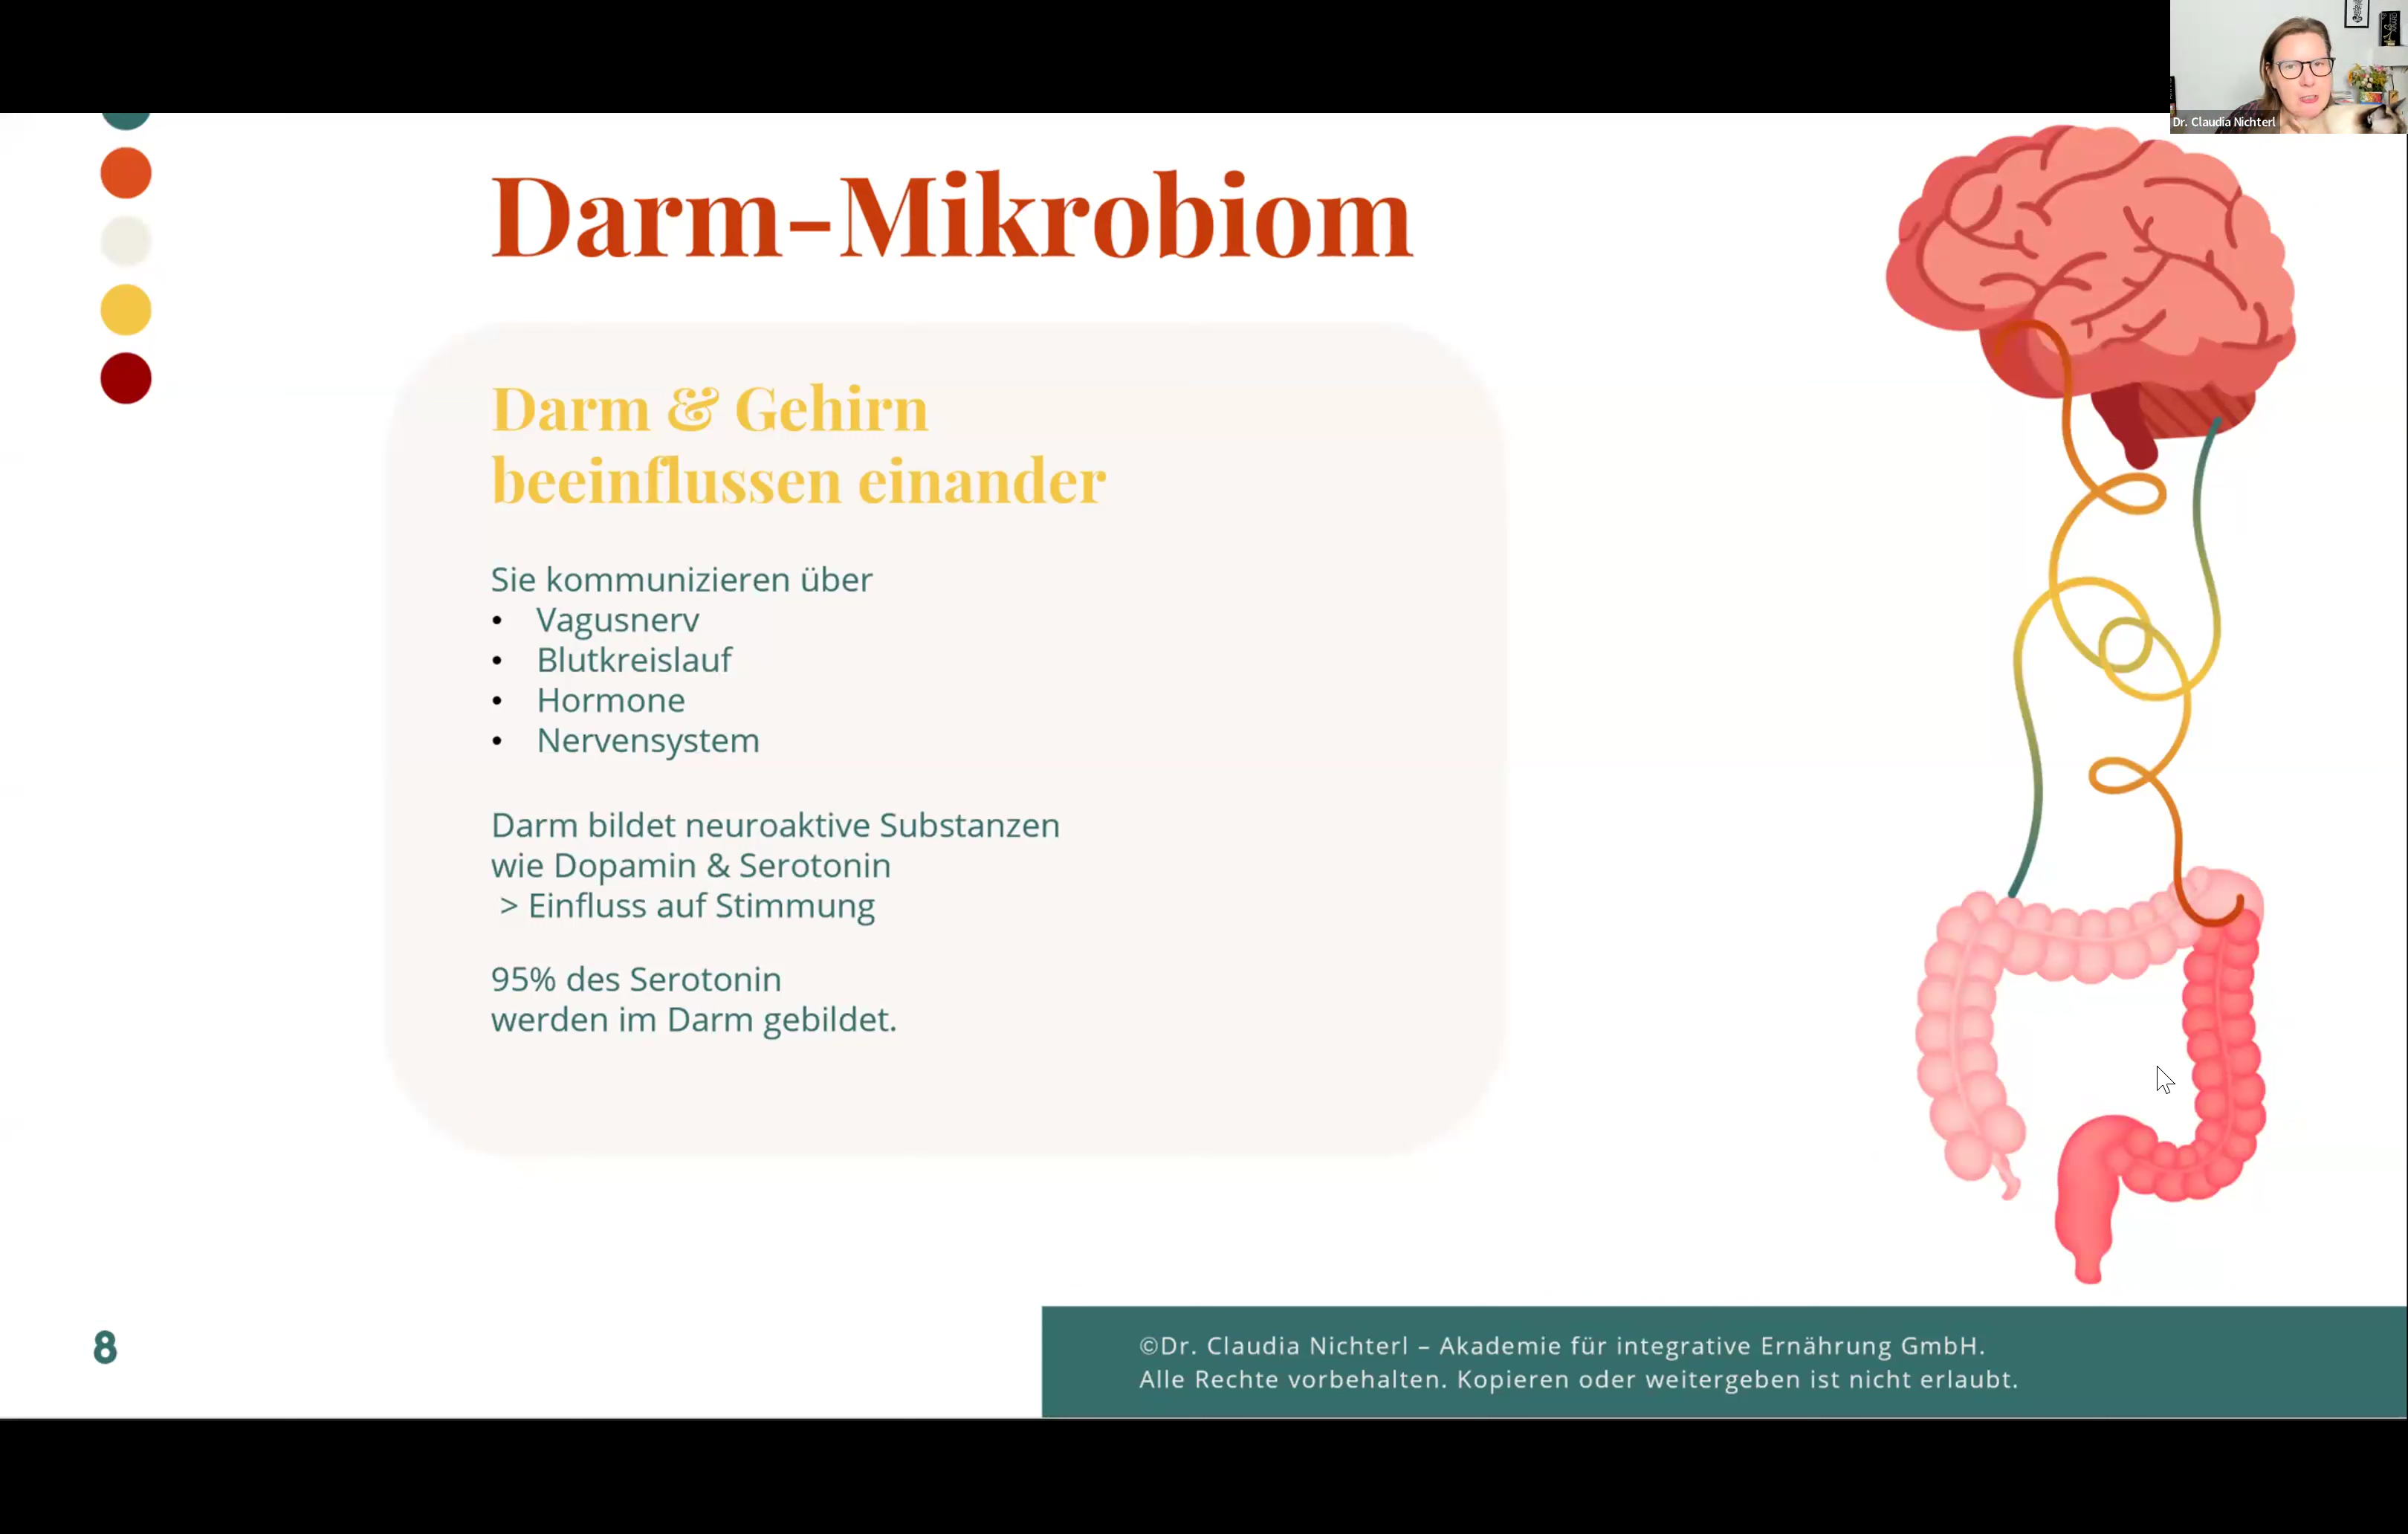 Dr. Claudia Nichterl
Darm-Mikrobiom
Darm & Gehirn
beeinflussen einander
Sie kommunizieren über
• Vagusnerv
• Blutkreislauf
• Hormone
• Nervensystem
Darm bildet neuroaktive Substanzen
wie Dopamin & Serotonin
> Einfluss auf Stimmung
95% des Serotonin
werden im Darm gebildet.
8
©Dr. Claudia Nichterl – Akademie für integrative Ernährung GmbH.
Alle Rechte vorbehalten. Kopieren oder weitergeben ist nicht erlaubt.